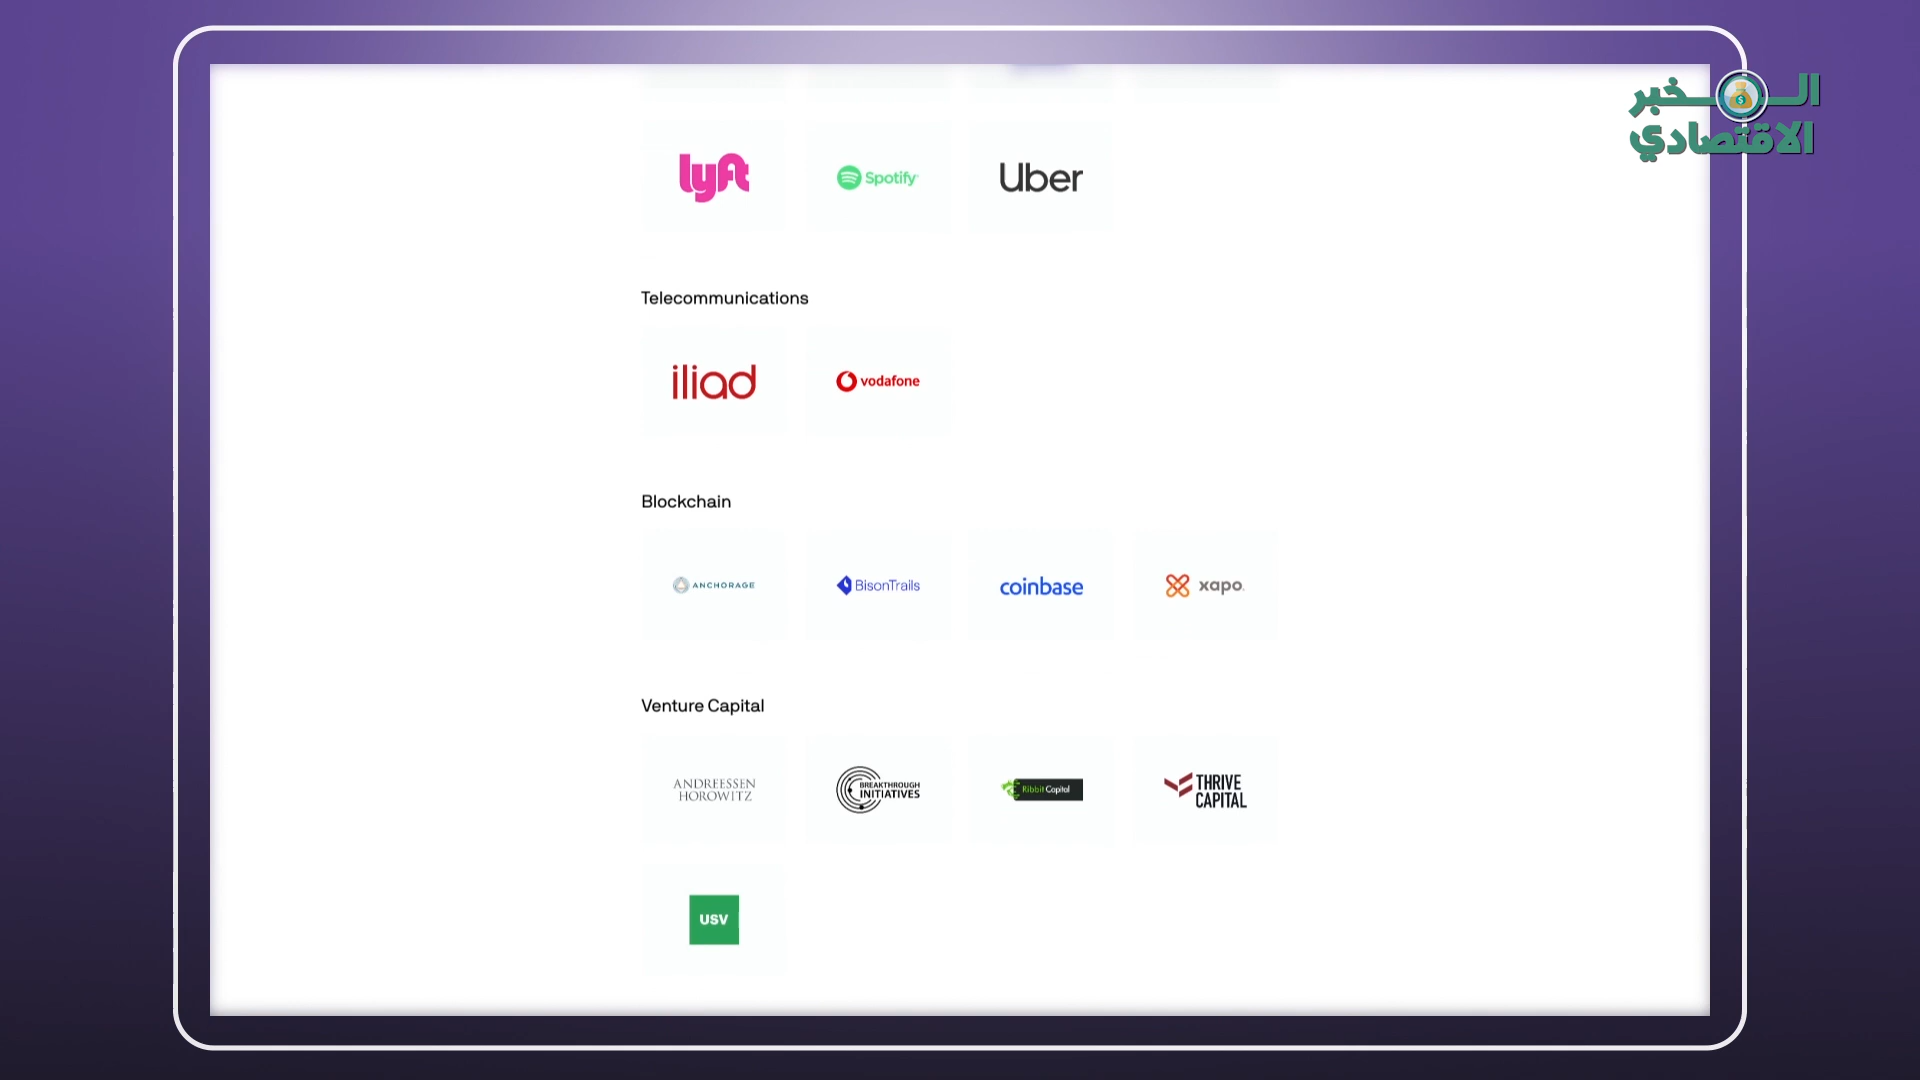 المخبر
الاقتصادي
lyft
Spotify
Uber
Telecommunications
iliad
vodafone
Blockchain
ANCHORAGE
BisonTrails
coinbase
xapo.
Venture Capital
ANDREESSEN
HOROWITZ
BREAKTHROUGH
INITIATIVES
Ribbit Capital
THRIVE
CAPITAL
USV